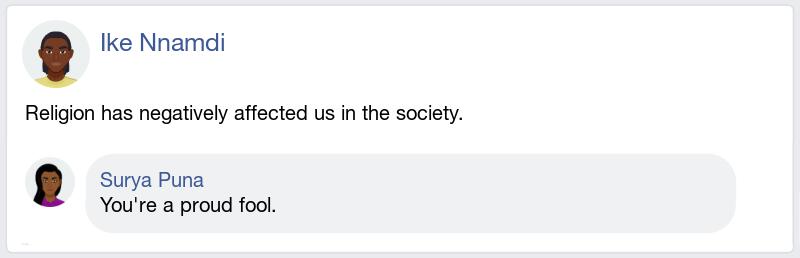 Ike Nnamdi
Religion has negatively affected us in the society.
Surya Puna
You're a proud fool.